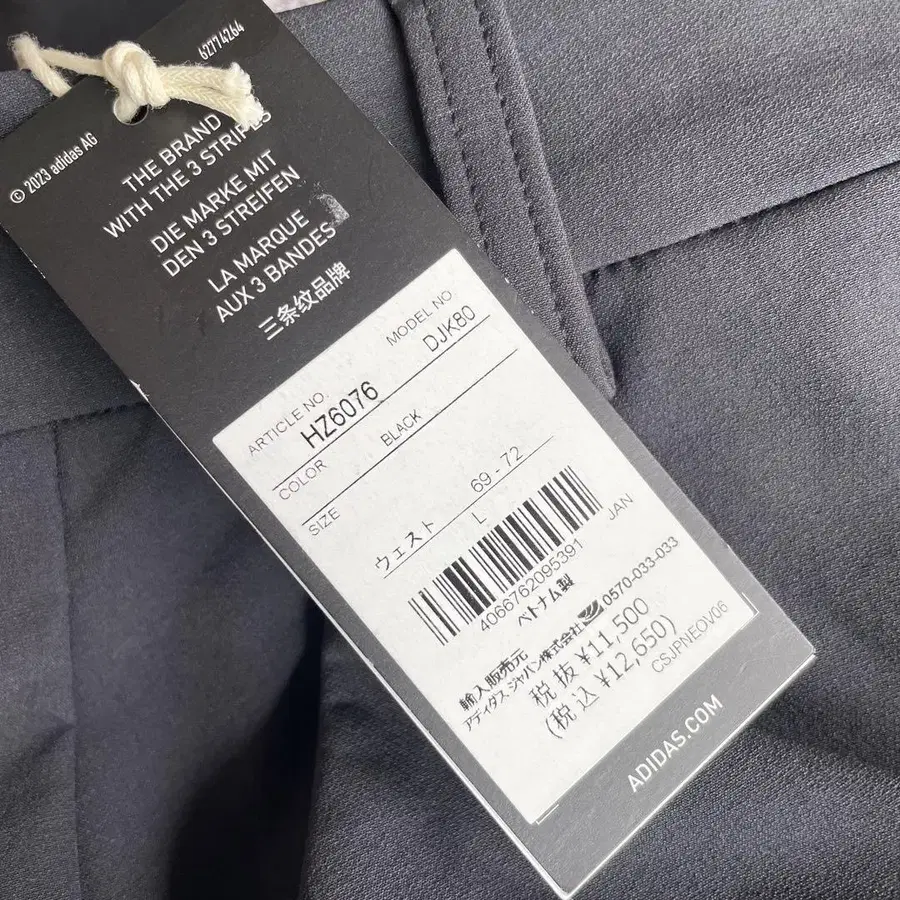 62774264
© 2023 adidas AG
THE BRAND
WITH THE 3 STRIPES
DIE MARKE MIT
DEN 3 STREIFEN
LA MARQUE
AUX 3 BANDES
三条纹品牌
ARTICLE NO. MODEL NO
HZ6076 DJK80
COLOR BLACK
SIZE
ウェスト 69 - 72
L
JAN
4066762095391
ベトナム製
輸入販売元
アディダス ジャパン株式会社 0570-033-033
税 抜 ¥11,500
(税 込 ¥12,650)
CSJPNEOV06
ADIDAS.COM